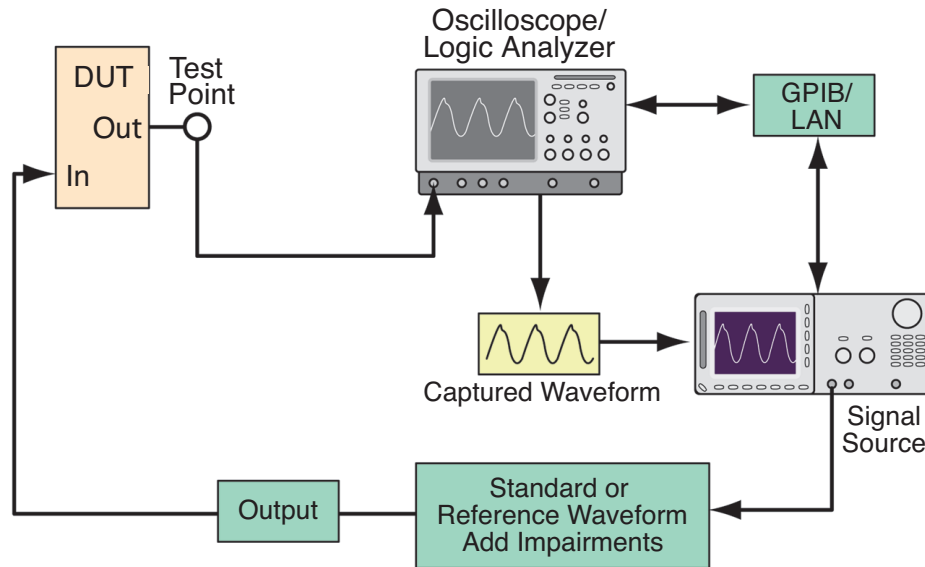 Oscilloscope/
Logic Analyzer
DUT
Test
Point
Out
In
GPIB/
LAN
Captured Waveform
Signal
Source
Output
Standard or
Reference Waveform
Add Impairments